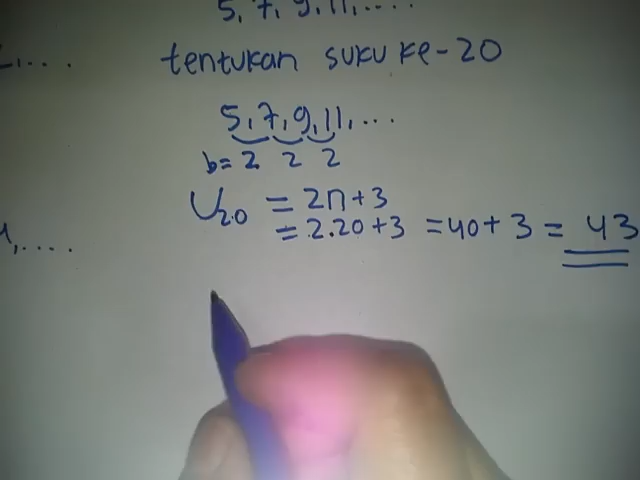 5, 7, 9, 11, ....
tentukan suku ke-20
5, 7, 9, 11, ...
b= 2 2 2
U20 = 2n+3
= 2.20+3 = 40+3 = 43